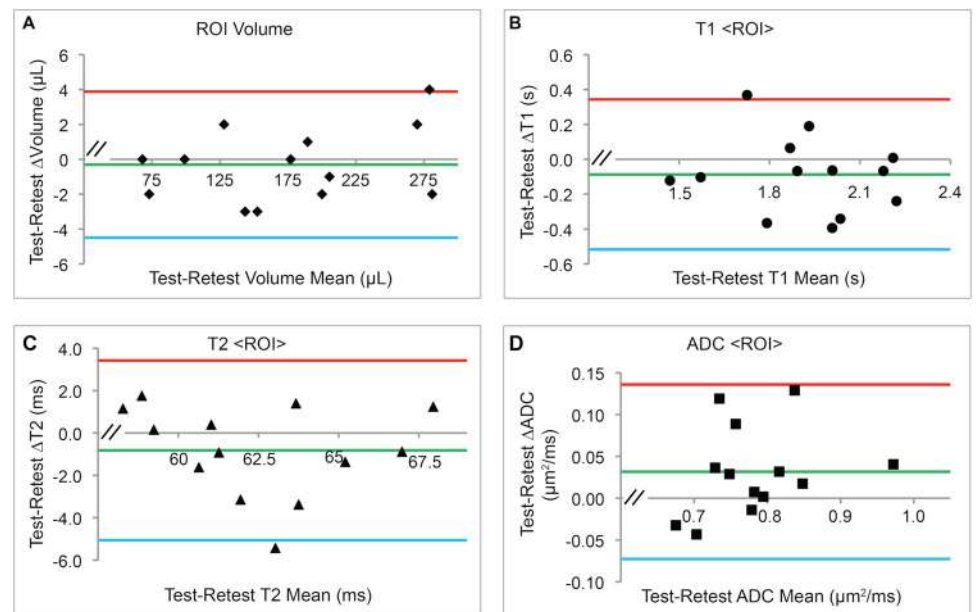 A
ROI Volume
Test-Retest ΔVolume (µL)
6
4
2
0
-2
-4
-6
75 125 175 225 275
Test-Retest Volume Mean (µL)
B
T1 <ROI>
Test-Retest ΔT1 (s)
0.6
0.4
0.2
0.0
-0.2
-0.4
-0.6
1.5 1.8 2.1 2.4
Test-Retest T1 Mean (s)
C
T2 <ROI>
Test-Retest ΔT2 (ms)
4.0
2.0
0.0
-2.0
-4.0
-6.0
60 62.5 65 67.5
Test-Retest T2 Mean (ms)
D
ADC <ROI>
Test-Retest ΔADC
(µm²/ms)
0.15
0.10
0.05
0.00
-0.05
-0.10
0.7 0.8 0.9 1.0
Test-Retest ADC Mean (µm²/ms)